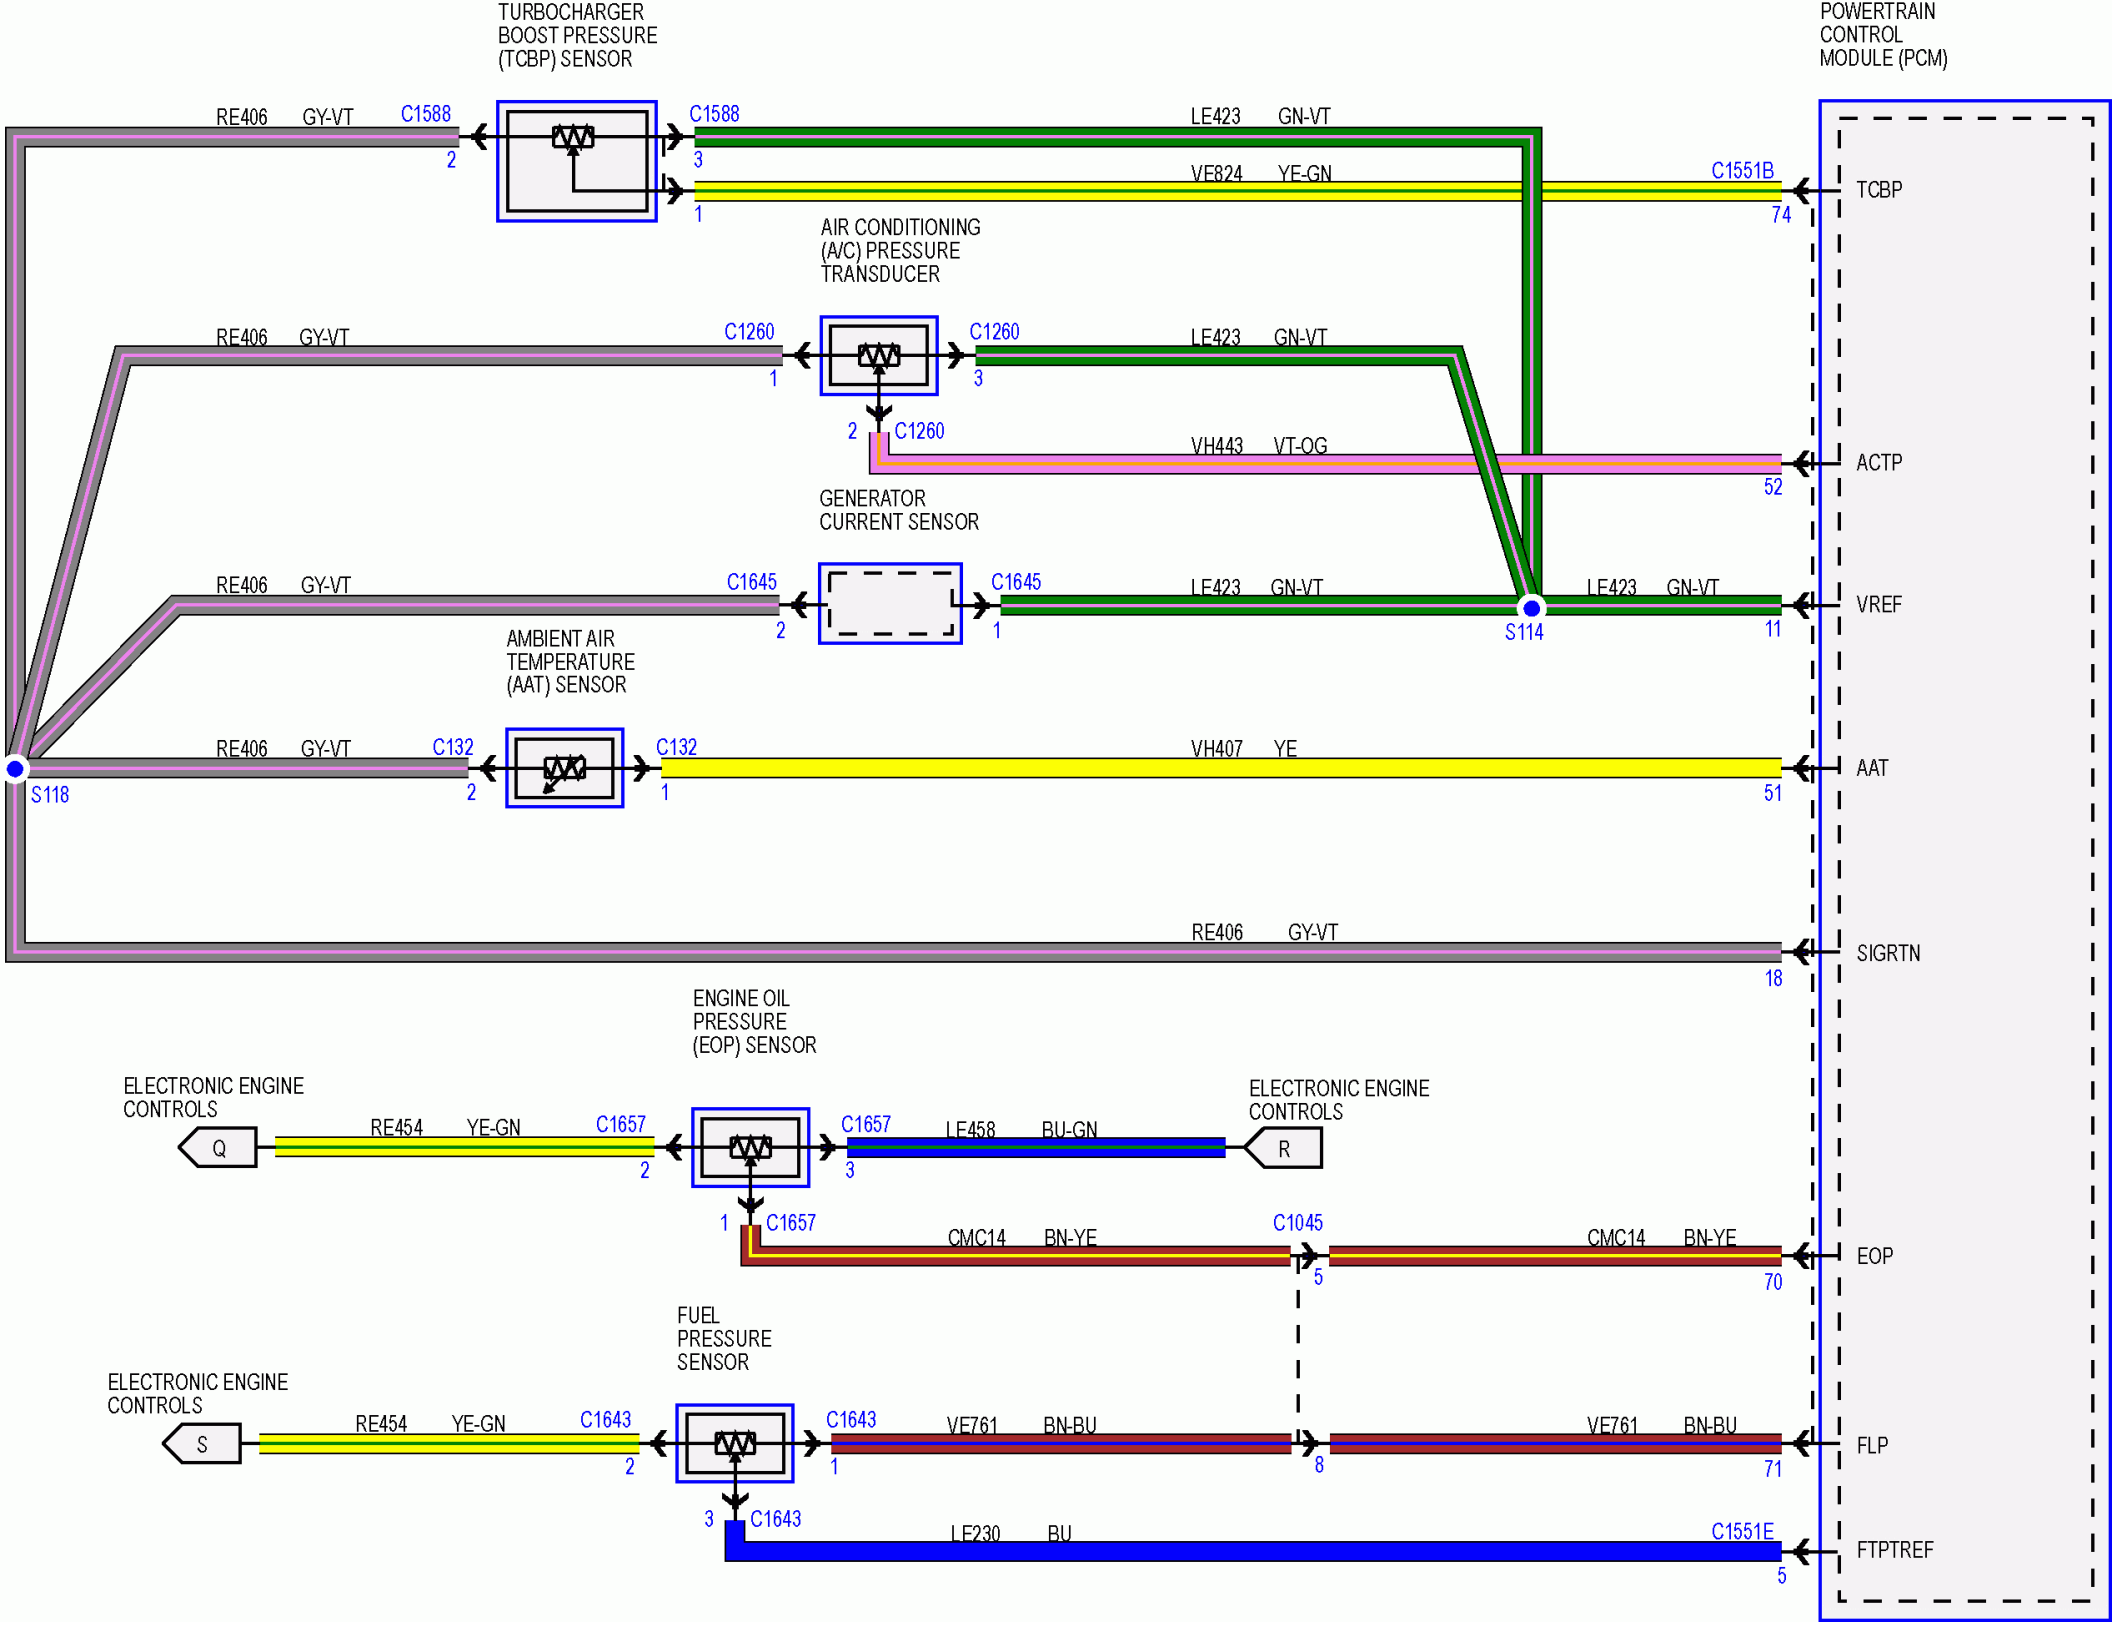 TURBOCHARGER
BOOST PRESSURE
(TCBP) SENSOR
POWERTRAIN
CONTROL
MODULE (PCM)
RE406 GY-VT C1588 C1588 LE423 GN-VT
2 3
VE824 YE-GN C1551B
TCBP
1 74
AIR CONDITIONING
(A/C) PRESSURE
TRANSDUCER
RE406 GY-VT C1260 C1260 LE423 GN-VT
1 3
2 C1260
VH443 VT-OG
ACTP
52
GENERATOR
CURRENT SENSOR
RE406 GY-VT C1645 C1645 LE423 GN-VT LE423 GN-VT
VREF
2 1 S114 11
AMBIENT AIR
TEMPERATURE
(AAT) SENSOR
RE406 GY-VT C132 C132 VH407 YE
AAT
S118 2 1 51
RE406 GY-VT
SIGRTN
18
ENGINE OIL
PRESSURE
(EOP) SENSOR
ELECTRONIC ENGINE
CONTROLS
ELECTRONIC ENGINE
CONTROLS
RE454 YE-GN C1657 C1657 LE458 BU-GN
Q R
2 3
1 C1657 C1045
CMC14 BN-YE CMC14 BN-YE
EOP
5 70
FUEL
PRESSURE
SENSOR
ELECTRONIC ENGINE
CONTROLS
RE454 YE-GN C1643 C1643 VE761 BN-BU VE761 BN-BU
S FLP
2 1 8 71
3 C1643
LE230 BU C1551E
FTPTREF
5